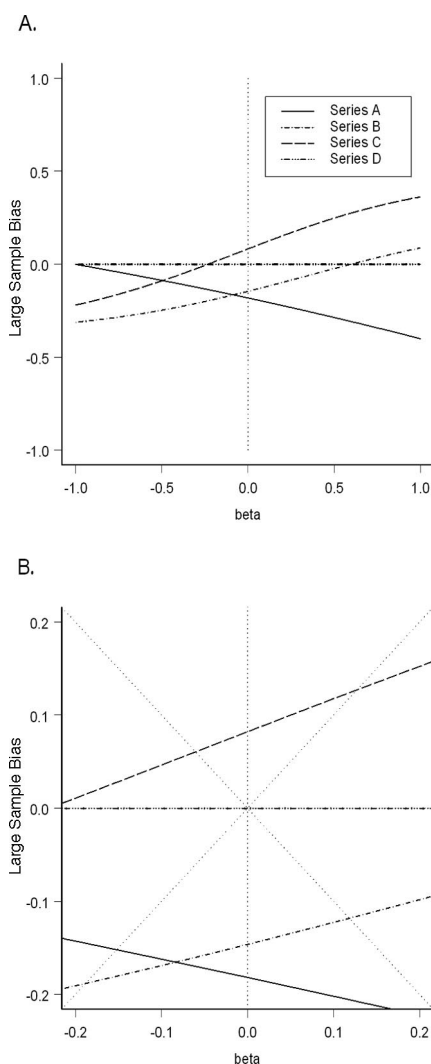 A.
Large Sample Bias
1.0
0.5
0.0
-0.5
-1.0
Series A
Series B
Series C
Series D
-1.0 -0.5 0.0 0.5 1.0
beta
B.
Large Sample Bias
0.2
0.1
0.0
-0.1
-0.2
-0.2 -0.1 0.0 0.1 0.2
beta